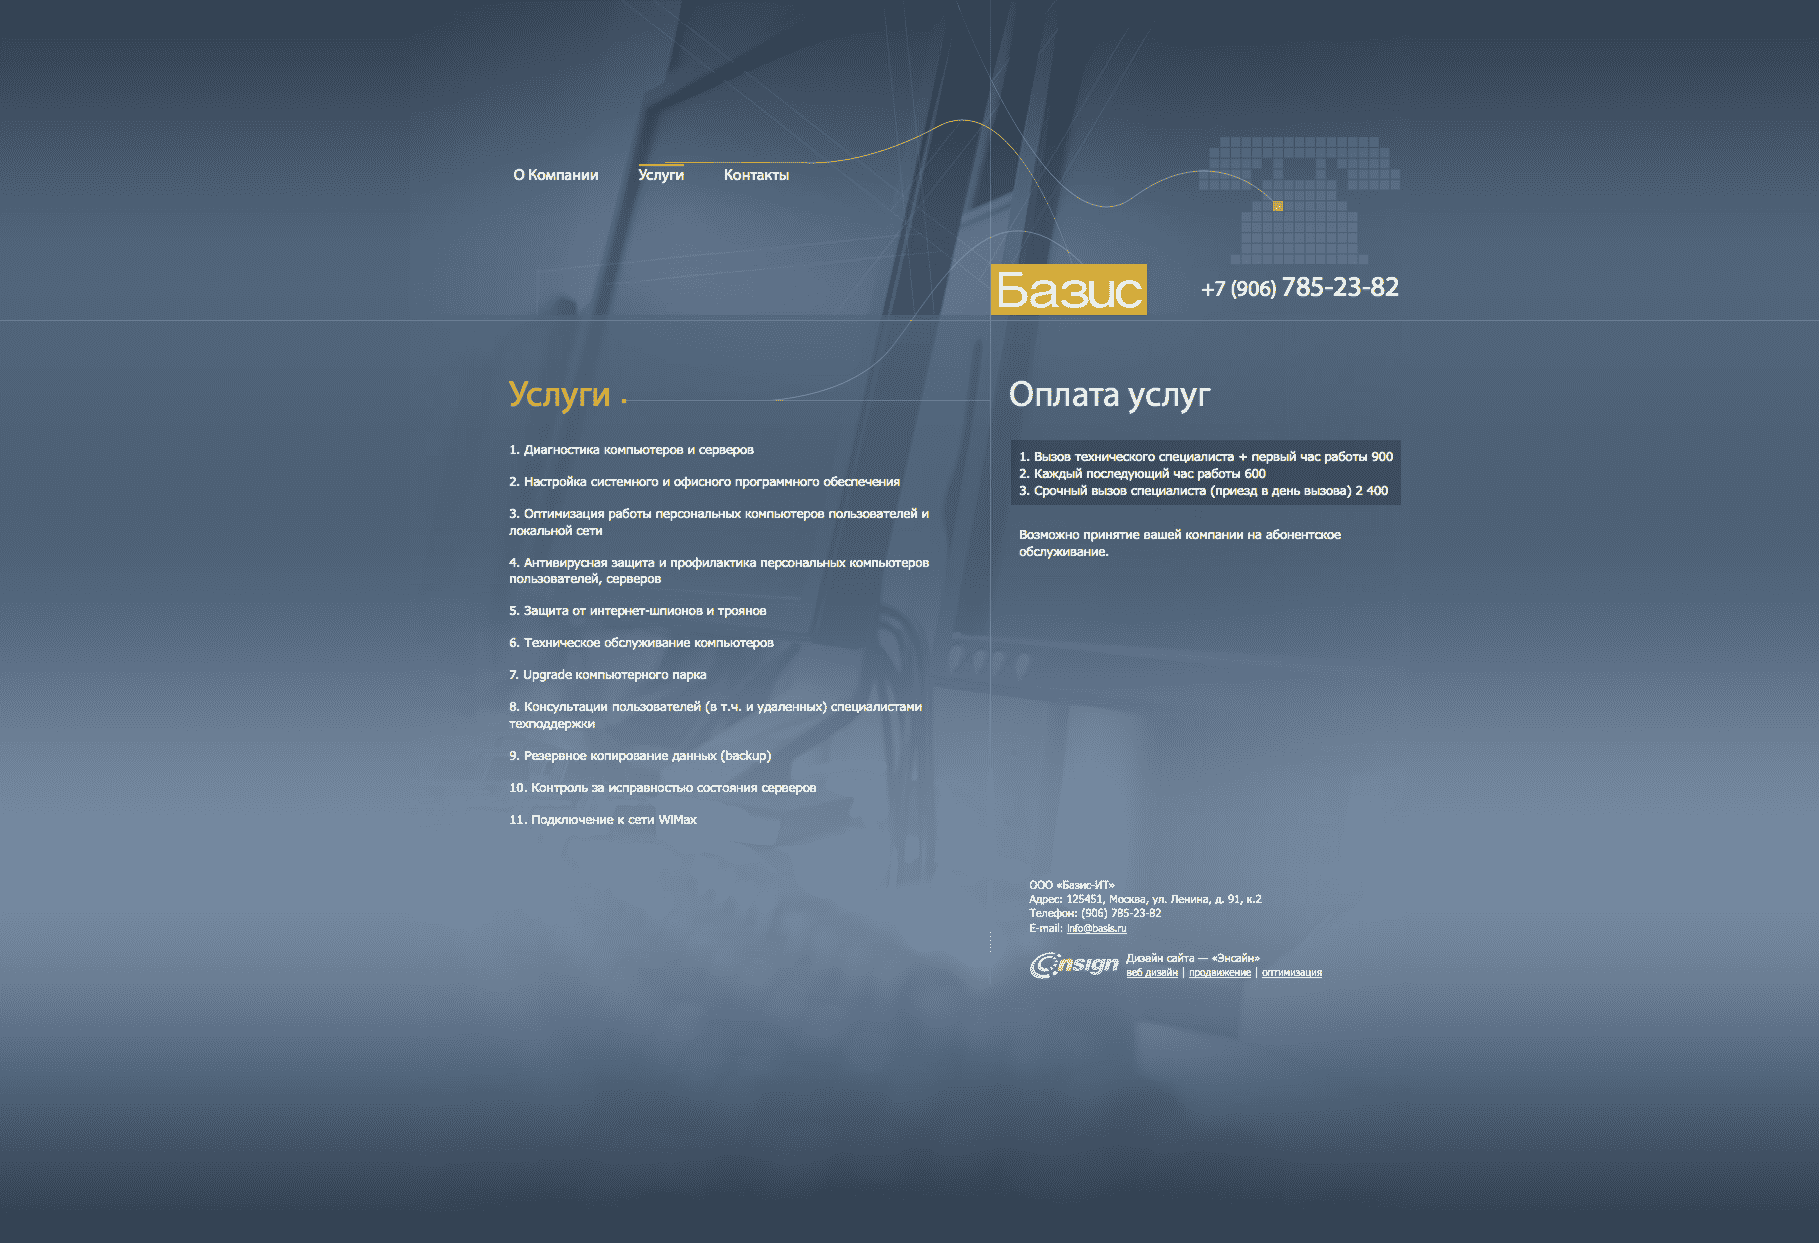 О Компании
Услуги
Контакты
Базис
+7 (906) 785-23-82
Услуги
1. Диагностика компьютеров и серверов
2. Настройка системного и офисного программного обеспечения
3. Оптимизация работы персональных компьютеров пользователей и
локальной сети
4. Антивирусная защита и профилактика персональных компьютеров
пользователей, серверов
5. Защита от интернет-шпионов и троянов
6. Техническое обслуживание компьютеров
7. Upgrade компьютерного парка
8. Консультации пользователей (в т.ч. и удаленных) специалистами
техподдержки
9. Резервное копирование данных (backup)
10. Контроль за исправностью состояния серверов
11. Подключение к сети WiMax
Оплата услуг
1. Вызов технического специалиста + первый час работы 900
2. Каждый последующий час работы 600
3. Срочный вызов специалиста (приезд в день вызова) 2 400
Возможно принятие вашей компании на абонентское
обслуживание.
ООО «Базис-ИТ»
Адрес: 125451, Москва, ул. Ленина, д. 91, к.2
Телефон: (906) 785-23-82
E-mail: info@basis.ru
Onsign
Дизайн сайта — «Энсайн»
веб дизайн | продвижение | оптимизация